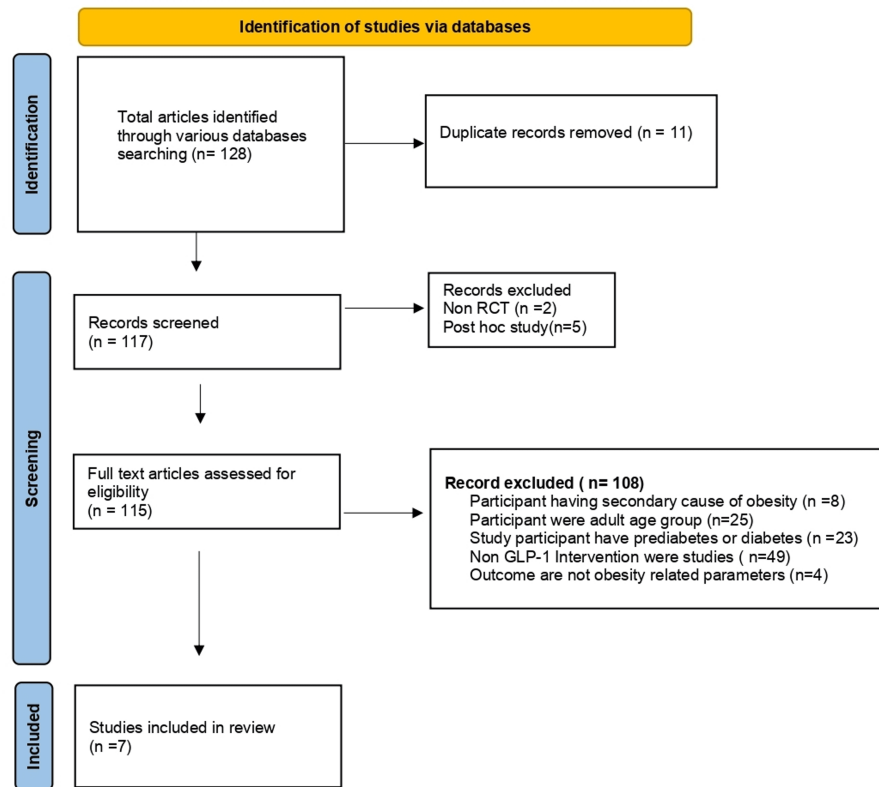 Identification of studies via databases
Identification
Total articles identified
through various databases
searching (n= 128)
Duplicate records removed (n = 11)
Screening
Records screened
(n = 117)
Records excluded
Non RCT (n =2)
Post hoc study(n=5)
Full text articles assessed for
eligibility
(n = 115)
Record excluded ( n= 108)
Participant having secondary cause of obesity (n =8)
Participant were adult age group (n=25)
Study participant have prediabetes or diabetes (n =23)
Non GLP-1 Intervention were studies ( n=49)
Outcome are not obesity related parameters (n=4)
Included
Studies included in review
(n =7)